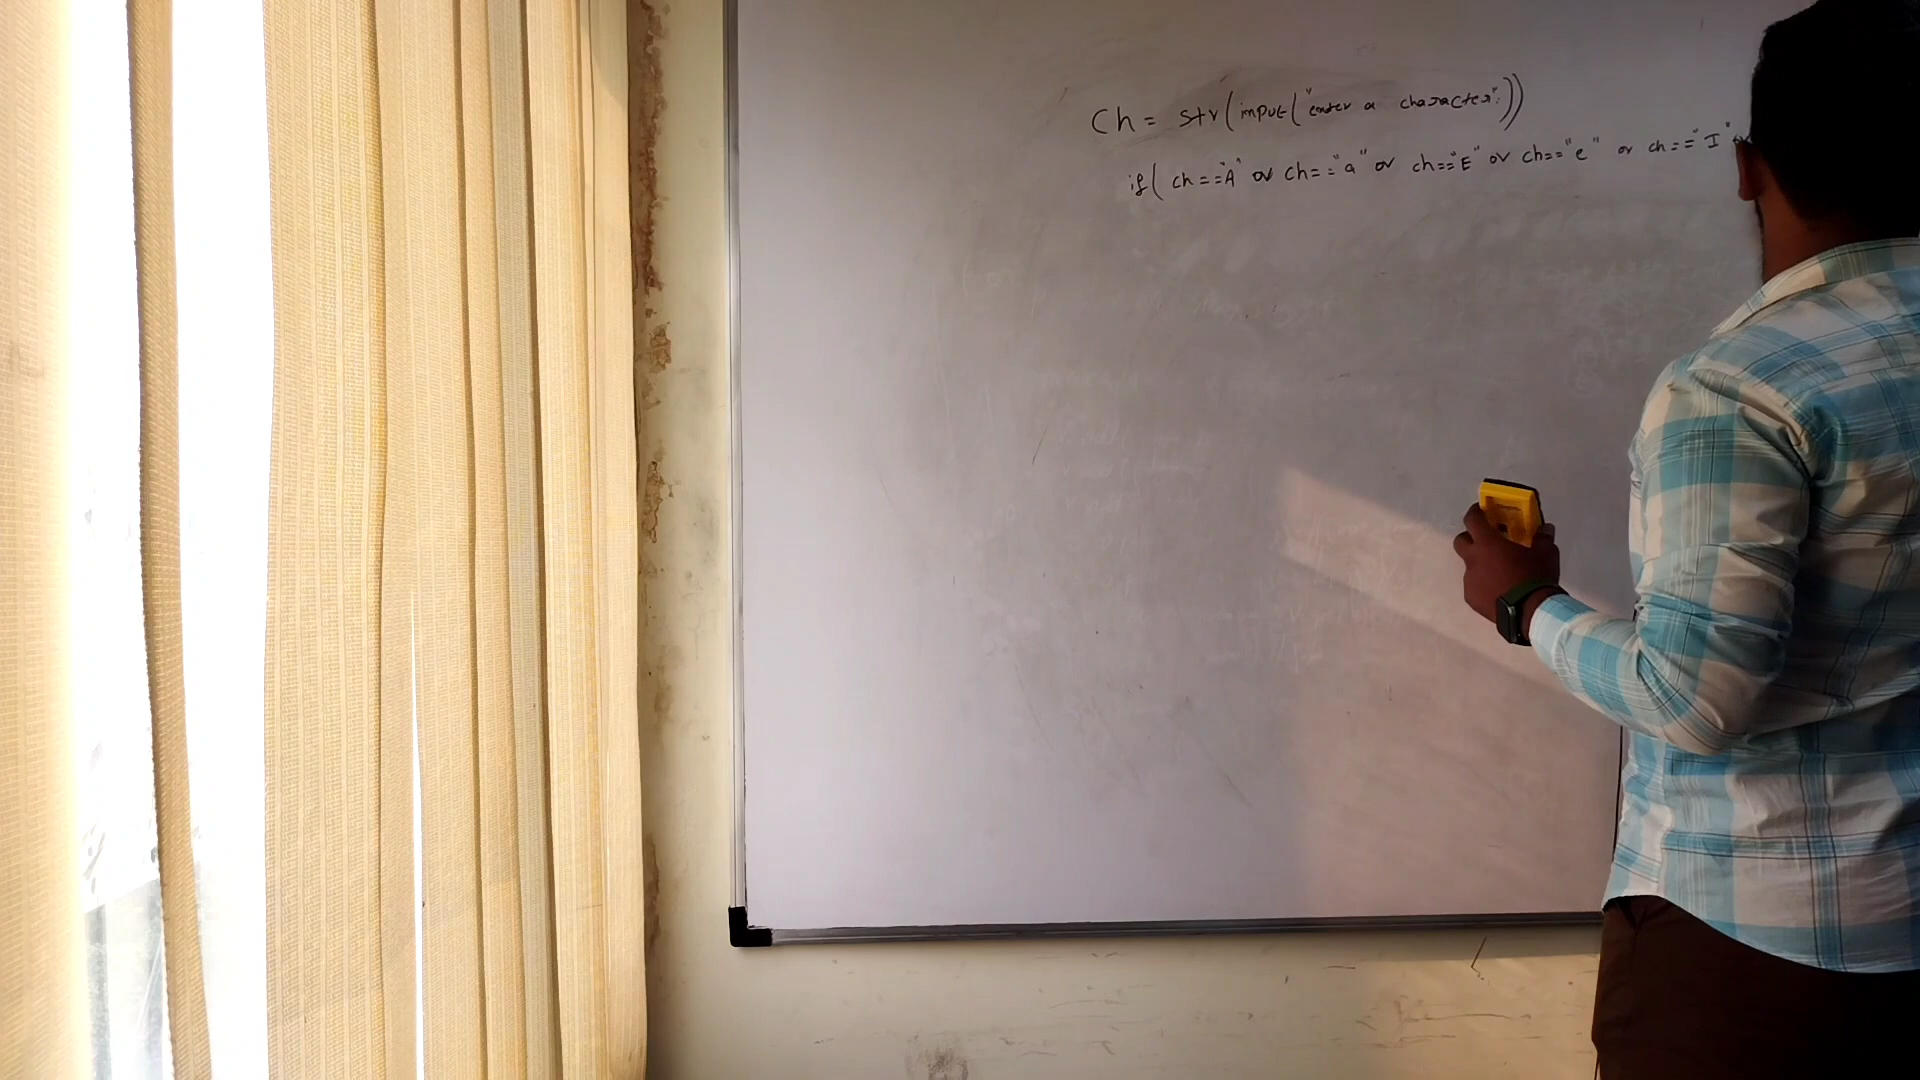 Ch = str(input("enter a character:"))
if( ch=="A" or ch=="a" or ch=="E" or ch=="e" or ch=="I"